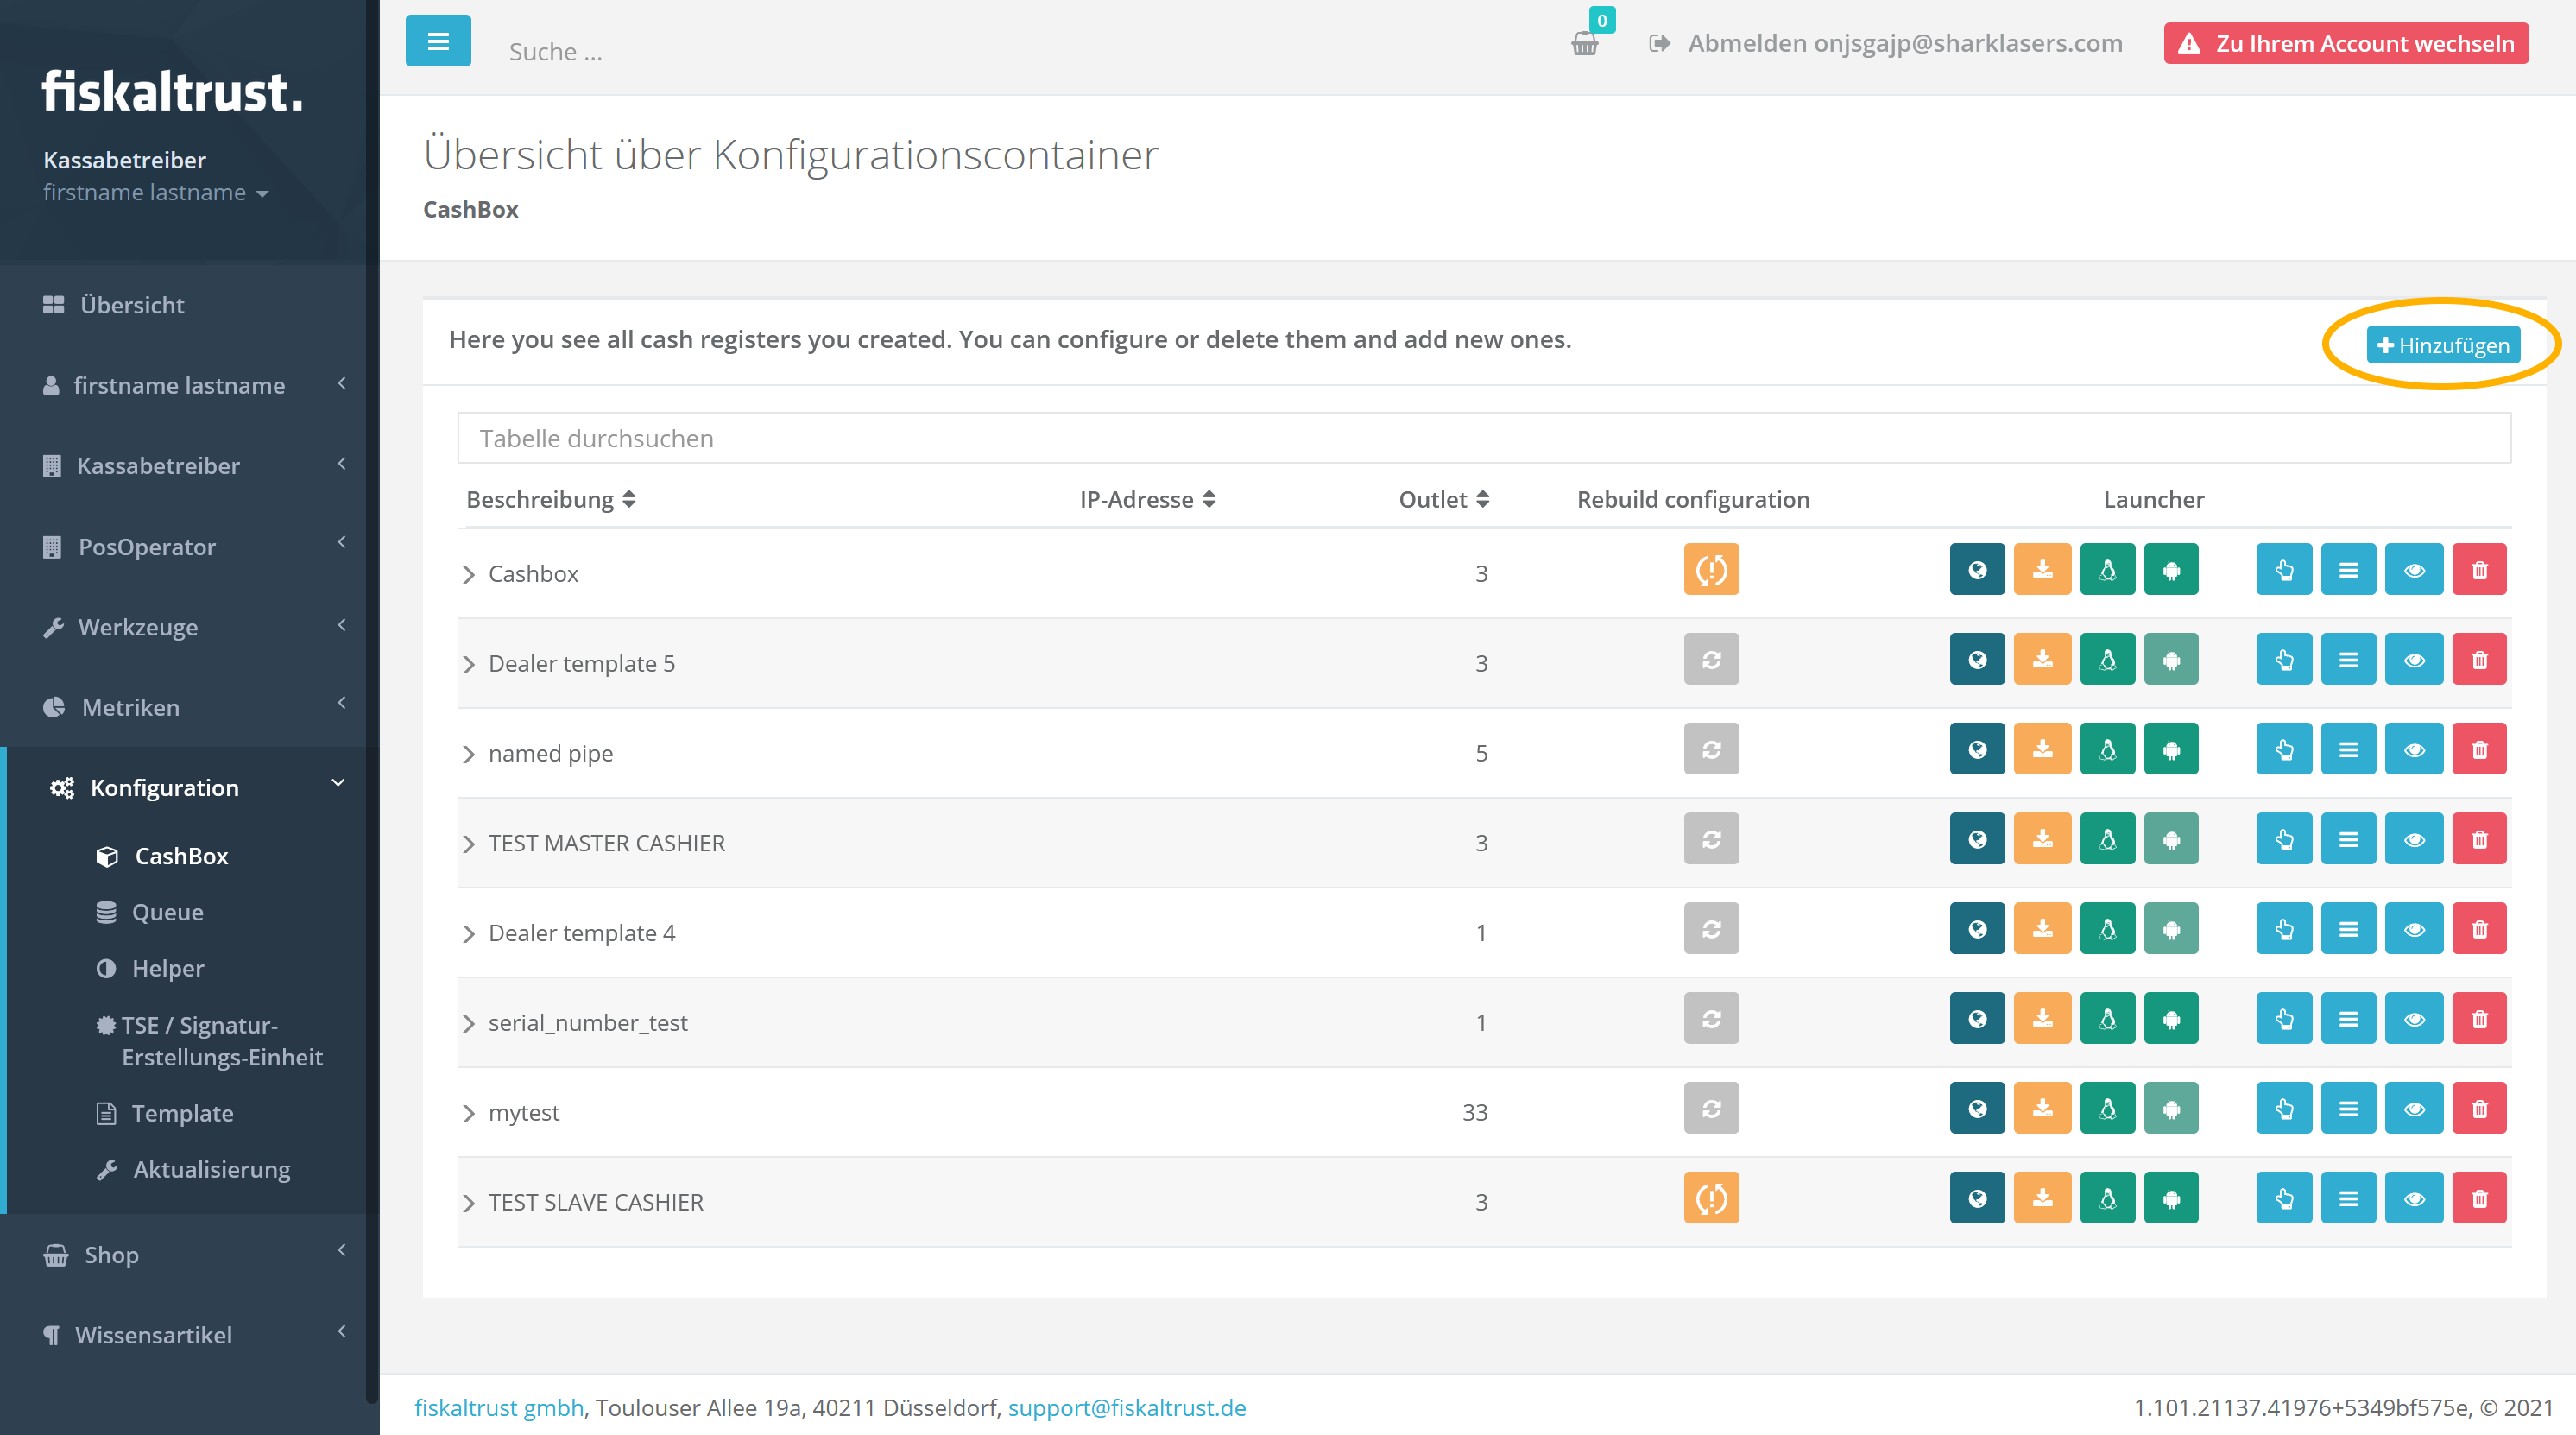 fiskaltrust.
Kassabetreiber
firstname lastname
Übersicht
firstname lastname
Kassabetreiber
PosOperator
Werkzeuge
Metriken
Konfiguration
CashBox
Queue
Helper
TSE / Signatur-
Erstellungs-Einheit
Template
Aktualisierung
Shop
Wissensartikel
Suche ...
0
Abmelden onjsgajp@sharklasers.com
Zu Ihrem Account wechseln
Übersicht über Konfigurationscontainer
CashBox
Here you see all cash registers you created. You can configure or delete them and add new ones.
Hinzufügen
Tabelle durchsuchen
Beschreibung IP-Adresse Outlet Rebuild configuration Launcher
Cashbox 3
Dealer template 5 3
named pipe 5
TEST MASTER CASHIER 3
Dealer template 4 1
serial_number_test 1
mytest 33
TEST SLAVE CASHIER 3
fiskaltrust gmbh, Toulouser Allee 19a, 40211 Düsseldorf, support@fiskaltrust.de
1.101.21137.41976+5349bf575e, © 2021